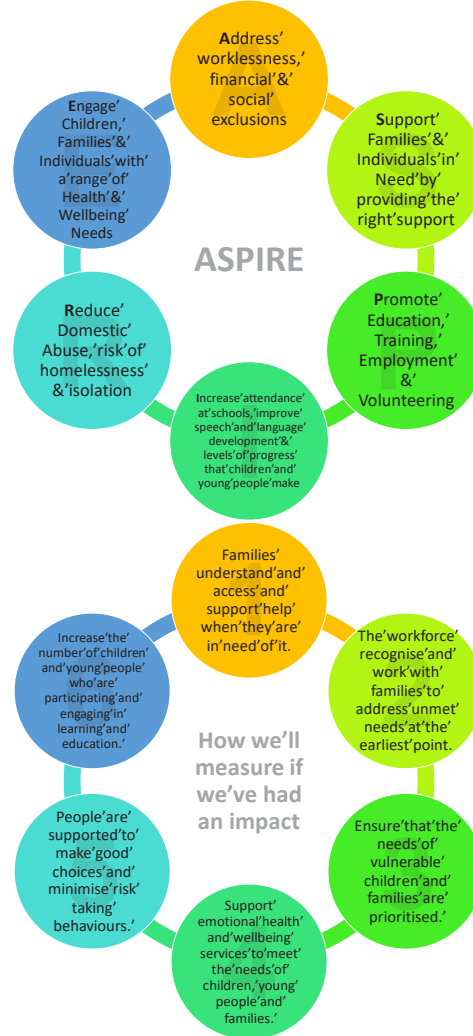 Address'
worklessness,'
financial'&'
social'
exclusions
Support'
Families'&'
Individuals'in'
Need'by'
providing'the'
right'support
Promote'
Education,'
Training,'
Employment'
&'
Volunteering
Increase'attendance'
at'schools,'improve'
speech'and'language'
development'&'
levels'of'progress'
that'children'and'
young'people'make
Reduce'
Domestic'
Abuse,'risk'of'
homelessness'
&'isolation
Engage'
Children,'
Families'&'
Individuals'with'
a'range'of'
Health'&'
Wellbeing'
Needs
ASPIRE
Families'
understand'and'
access'and'
support'help'
when'they'are'
in'need'of'it.
The'workforce'
recognise'and'
work'with'
families'to'
address'unmet'
needs'at'the'
earliest'point.
Ensure'that'the'
needs'of'
vulnerable'
children'and'
families'are'
prioritised.'
Support'
emotional'health'
and'wellbeing'
services'to'meet'
the'needs'of'
children,'young'
people'and'
families.'
People'are'
supported'to'
make'good'
choices'and'
minimise'risk'
taking'
behaviours.'
Increase'the'
number'of'children'
and'young'people'
who'are'
participating'and'
engaging'in'
learning'and'
education.'
How we'll
measure if
we've had
an impact
A
S
P
I
R
E
1
2
3
4
5
6